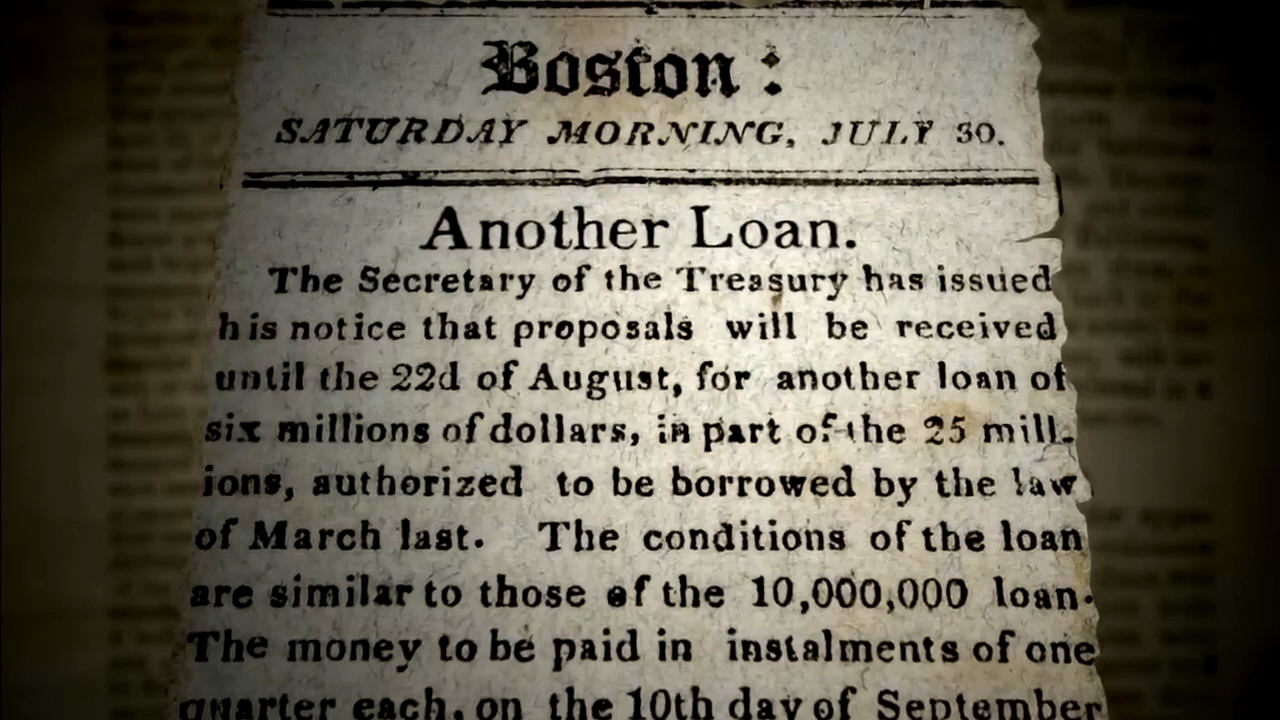 Boston :
SATURDAY MORNING, JULY 30.
Another Loan.
The Secretary of the Treasury has issued
his notice that proposals will be received
until the 22d of August, for another loan of
six millions of dollars, in part of the 25 mill-
ions, authorized to be borrowed by the law
of March last. The conditions of the loan
are similar to those of the 10,000,000 loan.
The money to be paid in instalments of one
quarter each, on the 10th day of September